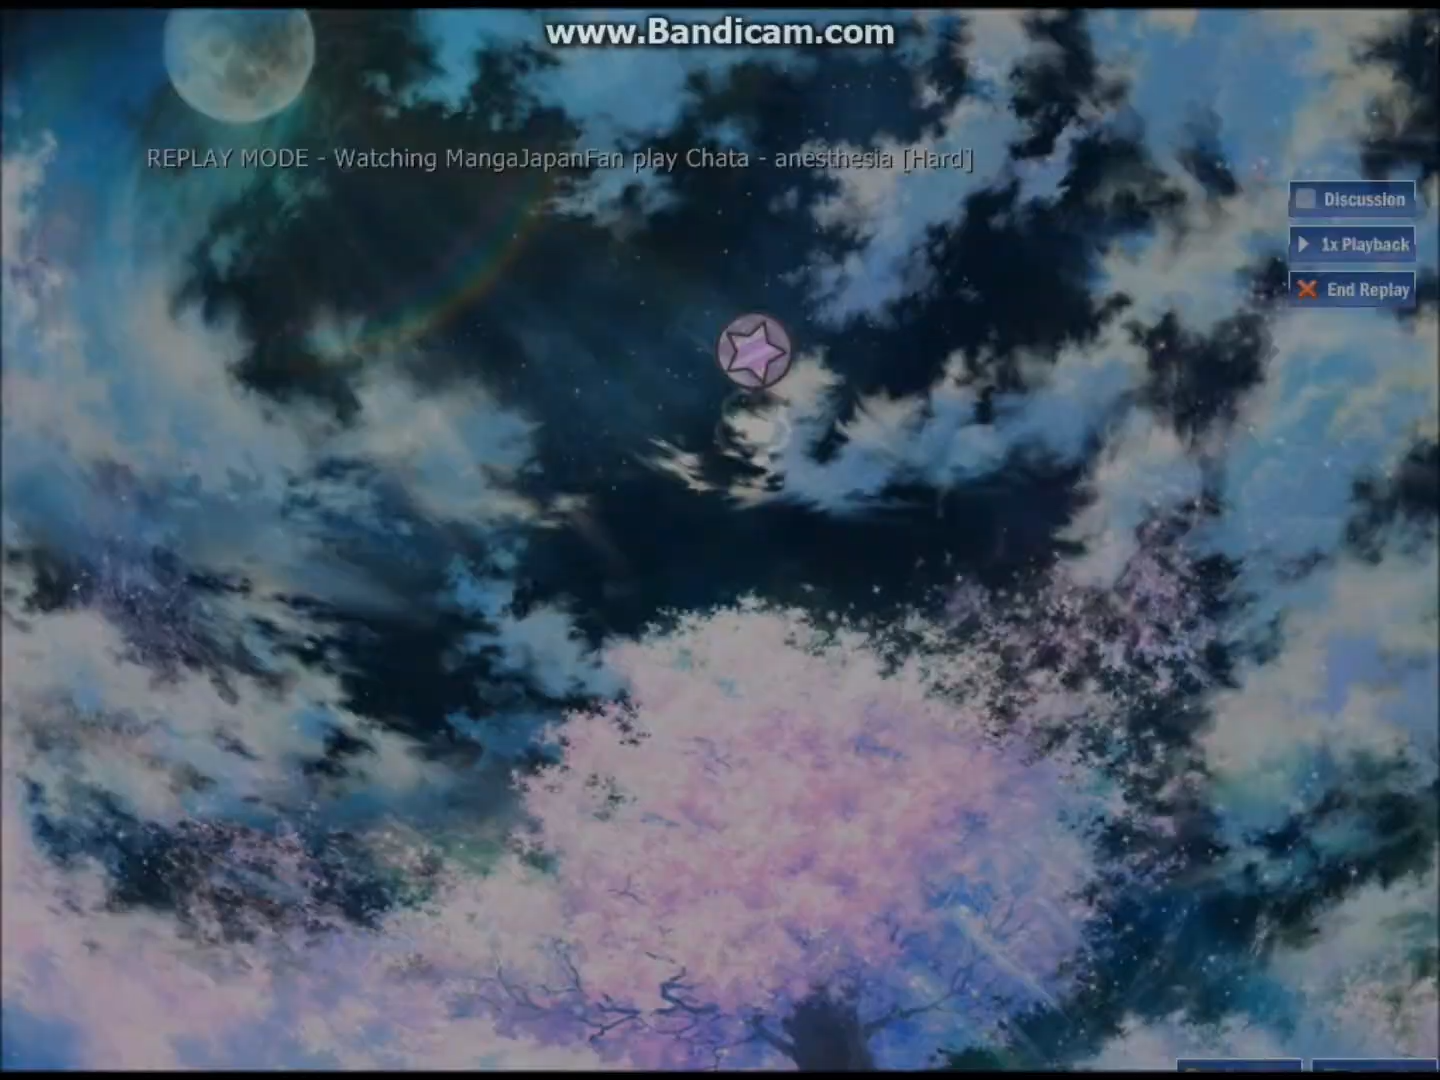 www.Bandicam.com
REPLAY MODE - Watching MangaJapanFan play Chata - anesthesia [Hard]
Discussion
1x Playback
End Replay